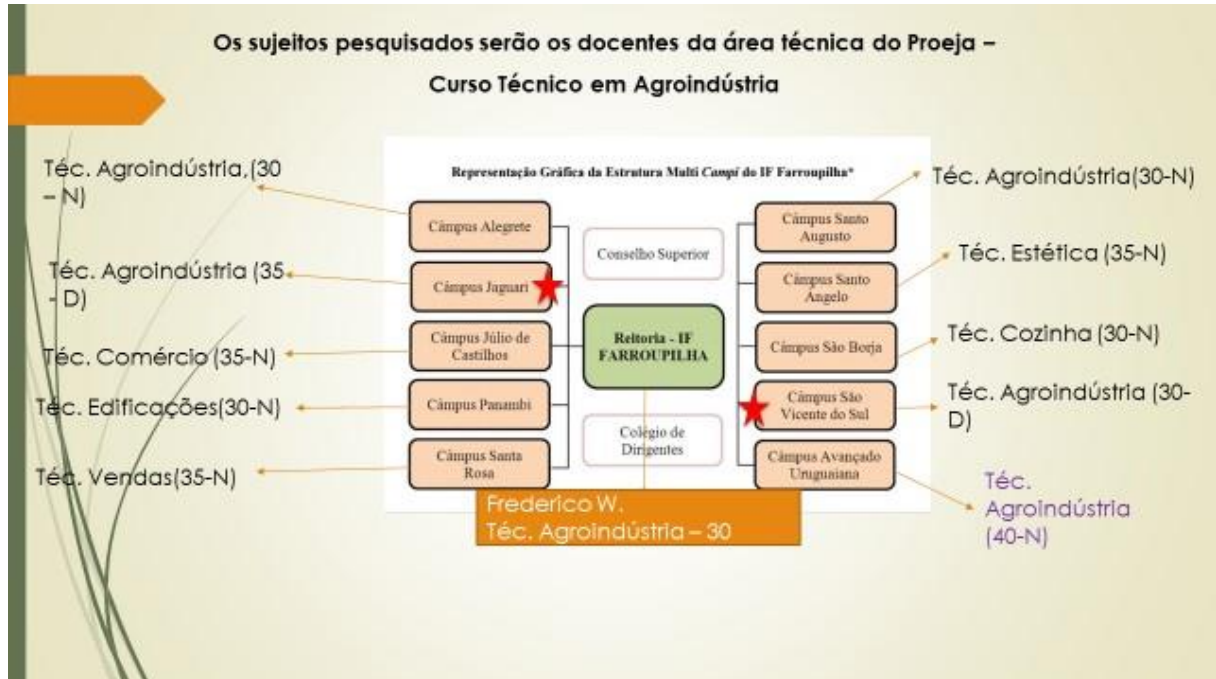 Os sujeitos pesquisados serão os docentes da área técnica do Proeja –
Curso Técnico em Agroindústria
Representação Gráfica da Estrutura Multi Campi do IF Farroupilha*
Téc. Agroindústria,(30
– N)
Téc. Agroindústria (35
- D)
Téc. Comércio (35-N)
Téc. Edificações(30-N)
Téc. Vendas(35-N)
Câmpus Alegrete
Câmpus Jaguari
Câmpus Júlio de
Castilhos
Câmpus Panambi
Câmpus Santa
Rosa
Conselho Superior
Reitoria - IF
FARROUPILHA
Colégio de
Dirigentes
Frederico W.
Téc. Agroindústria – 30
Câmpus Santo
Augusto
Câmpus Santo
Angelo
Câmpus São Borja
Câmpus São
Vicente do Sul
Câmpus Avançado
Uruguaiana
Téc. Agroindústria(30-N)
Téc. Estética (35-N)
Téc. Cozinha (30-N)
Téc. Agroindústria (30-
D)
Téc.
Agroindústria
(40-N)